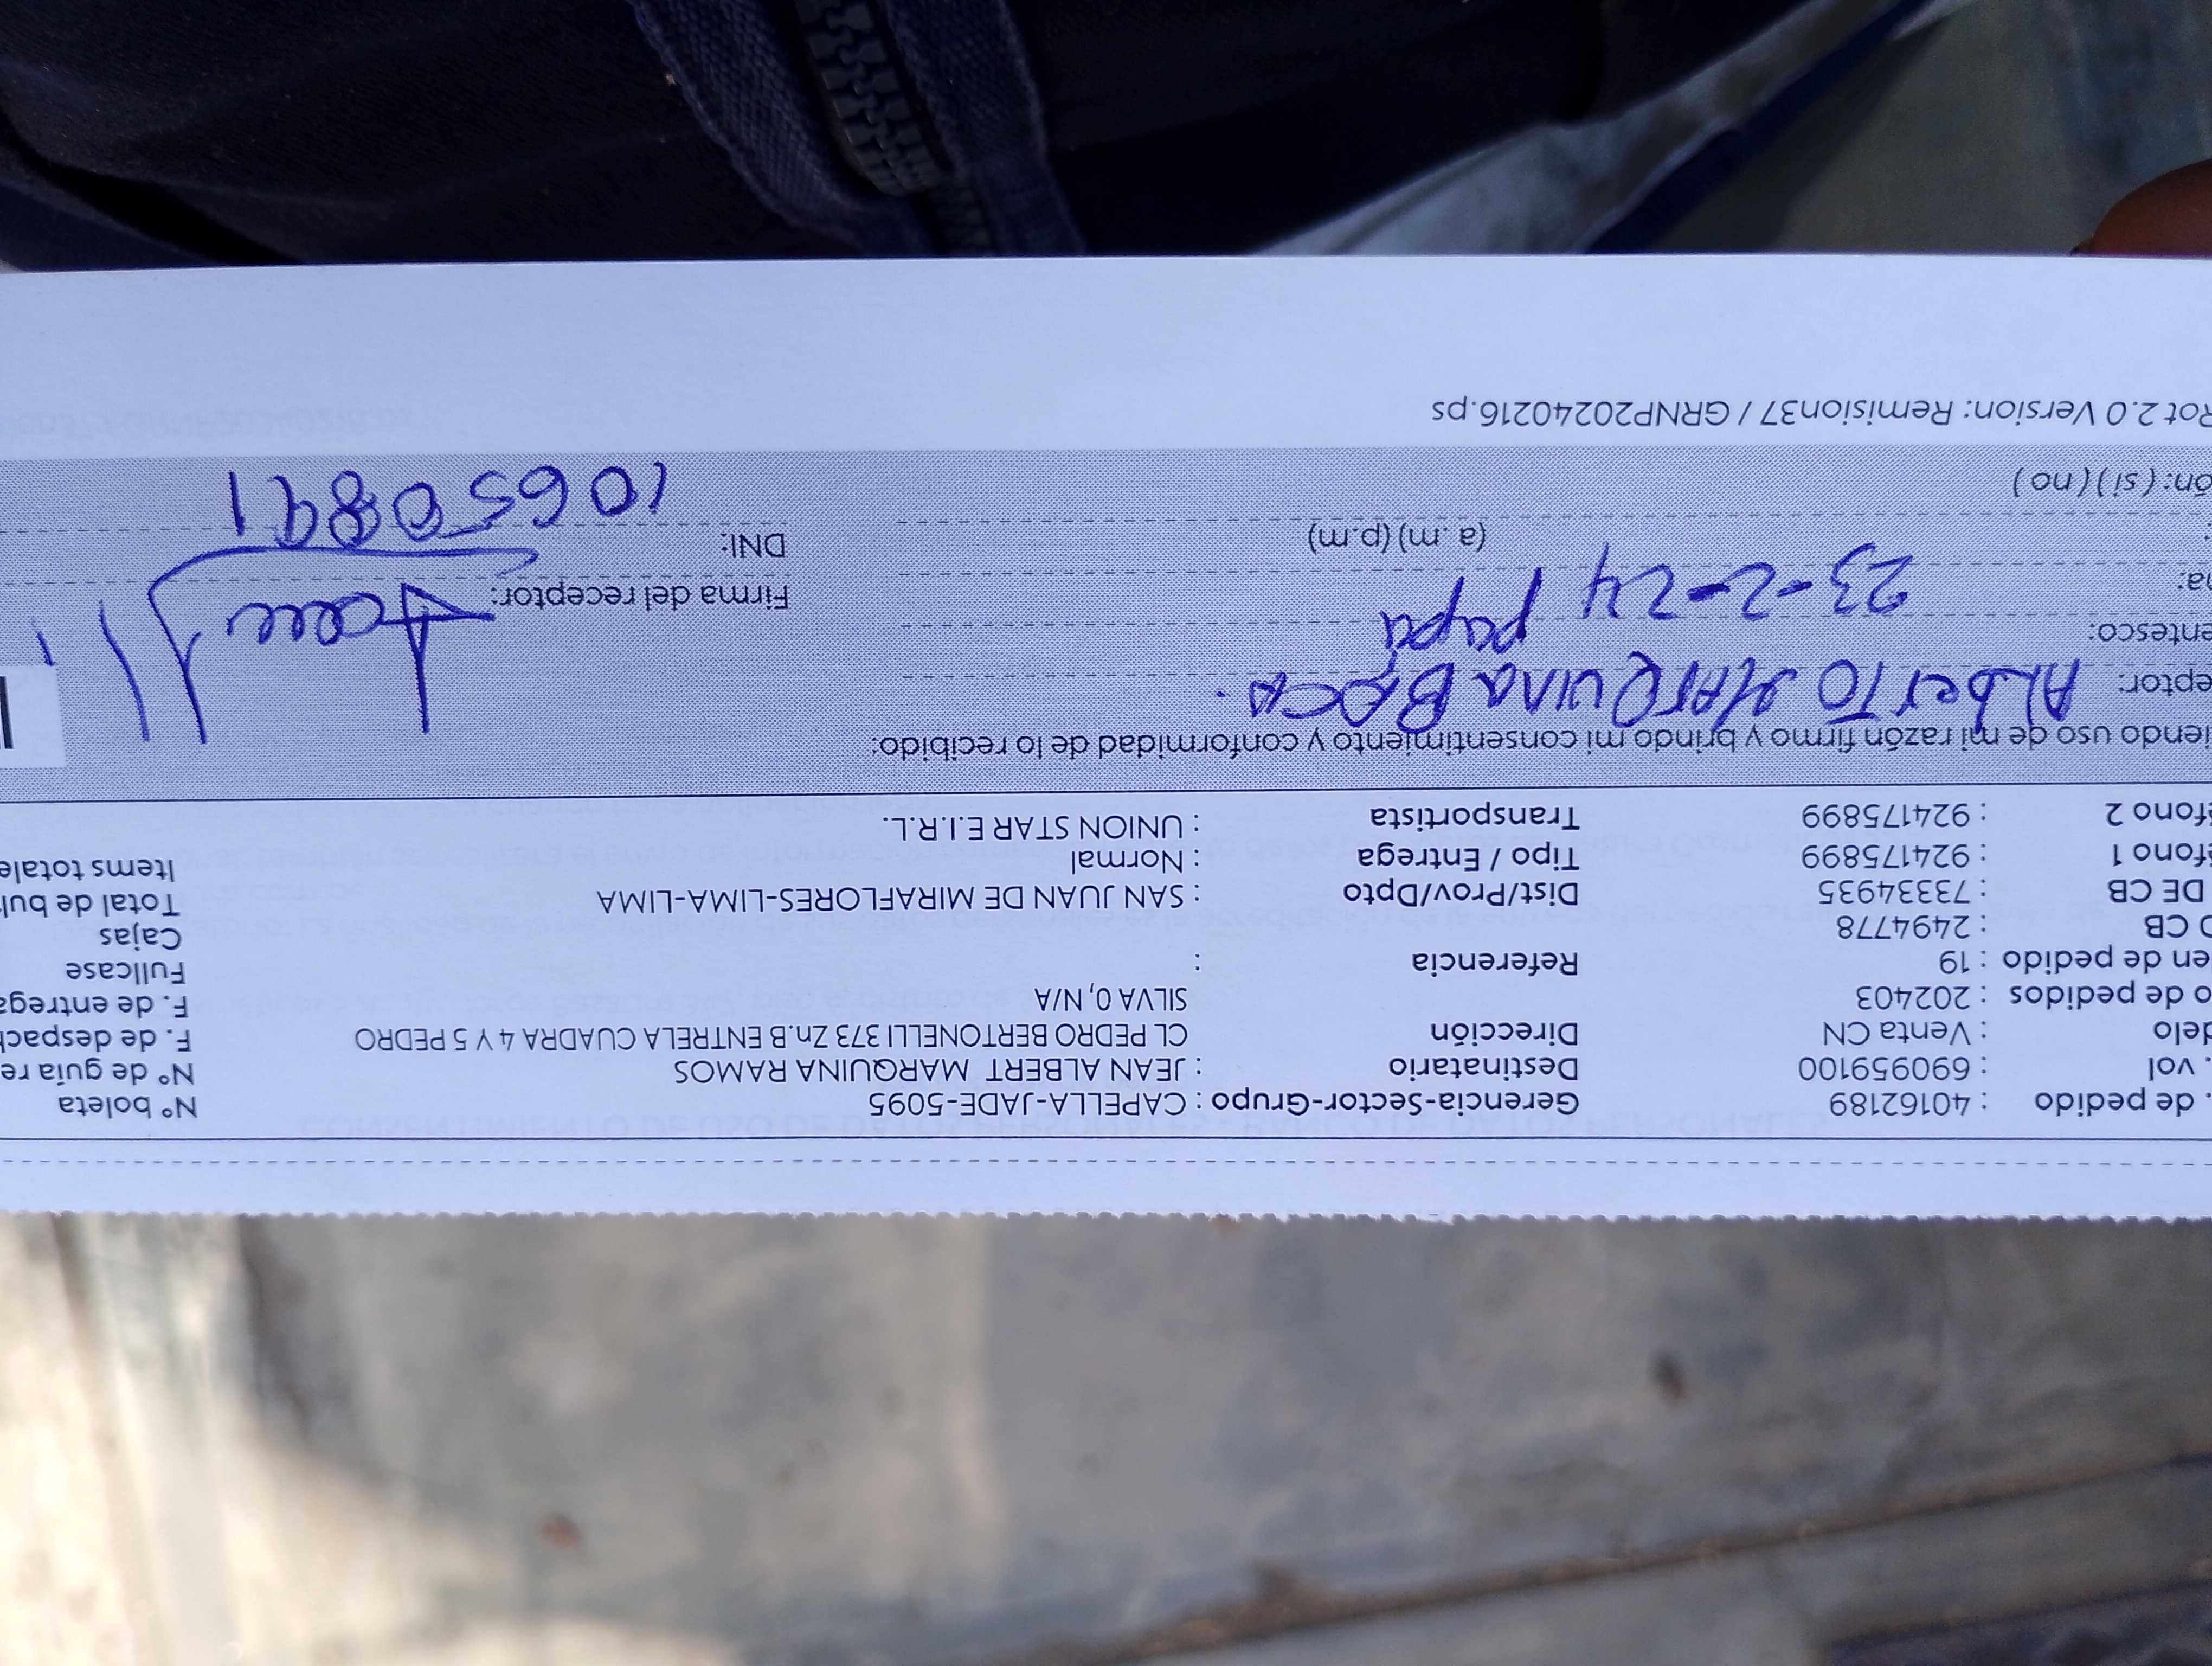 . de pedido : 40162189 Gerencia-Sector-Grupo : CAPELLA-JADE-5095 N° boleta
. vol : 690959100 Destinatario : JEAN ALBERT MARQUINA RAMOS N° de guía re
delo : Venta CN Dirección CL PEDRO BERTONELLI 373 Zn.B ENTRELA CUADRA 4 Y 5 PEDRO F. de despach
o de pedidos : 202403 SILVA 0, N/A F. de entrega
en de pedido : 19 Referencia : Fullcase
O CB : 2494778 Cajas
DE CB : 73334935 Dist/Prov/Dpto : SAN JUAN DE MIRAFLORES-LIMA-LIMA Total de bul
éfono 1 : 924175899 Tipo / Entrega : Normal Items totale
éfono 2 : 924175899 Transportista : UNION STAR E.I.R.L.
iendo uso de mi razón firmo y brindo mi consentimiento y conformidad de lo recibido:
eptor: ALberTO MARQUINA BACA.
entesco: papá Firma del receptor:
na: 23-2-24
: (a .m) (p.m) DNI: 10650891
ón: ( si ) ( no )
Rot 2.0 Version: Remision37 / GRNP20240216.ps